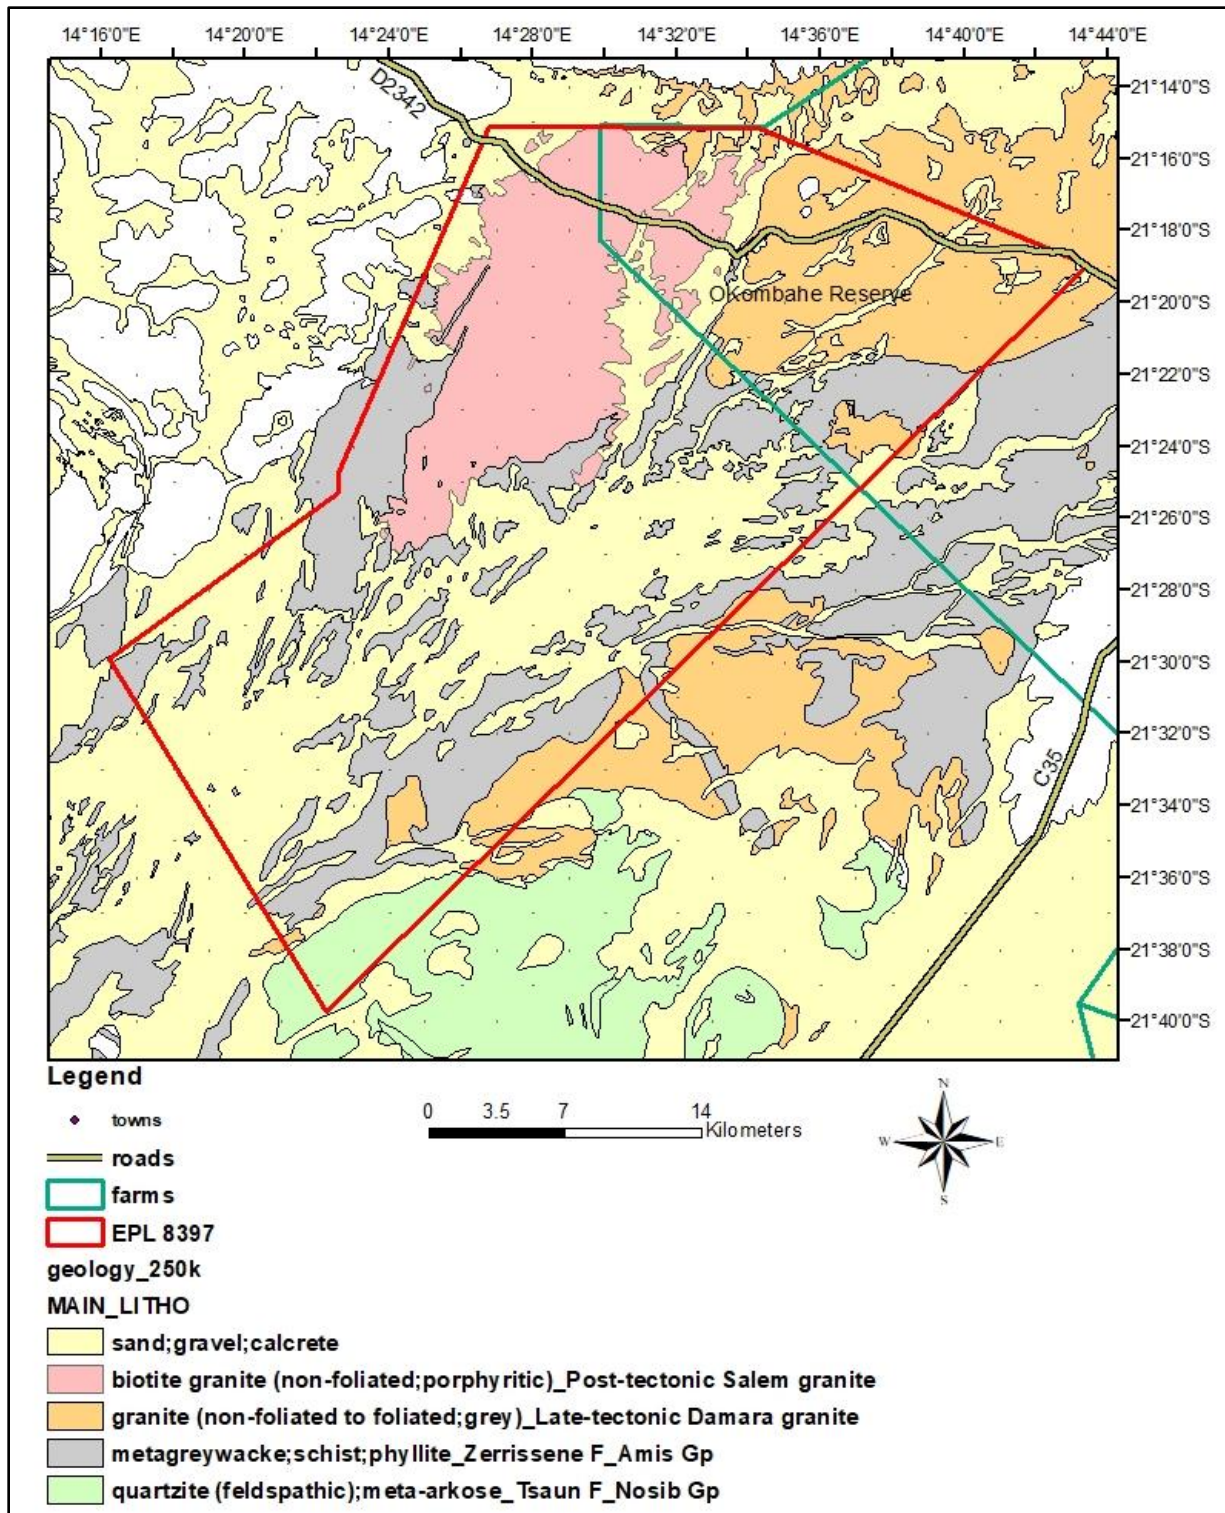 14°16'0"E 14°20'0"E 14°24'0"E 14°28'0"E 14°32'0"E 14°36'0"E 14°40'0"E 14°44'0"E
D2342
21°14'0"S
21°16'0"S
21°18'0"S
OKombahe Reserve
21°20'0"S
21°22'0"S
21°24'0"S
21°26'0"S
21°28'0"S
21°30'0"S
21°32'0"S
C35
21°34'0"S
21°36'0"S
21°38'0"S
21°40'0"S
Legend
towns
roads
farms
EPL 8397
geology_250k
MAIN_LITHO
sand;gravel;calcrete
biotite granite (non-foliated;porphyritic)_Post-tectonic Salem granite
granite (non-foliated to foliated;grey)_Late-tectonic Damara granite
metagreywacke;schist;phyllite_Zerrissene F_Amis Gp
quartzite (feldspathic);meta-arkose_Tsaun F_Nosib Gp
0 3.5 7 14
Kilometers
N
W E
S